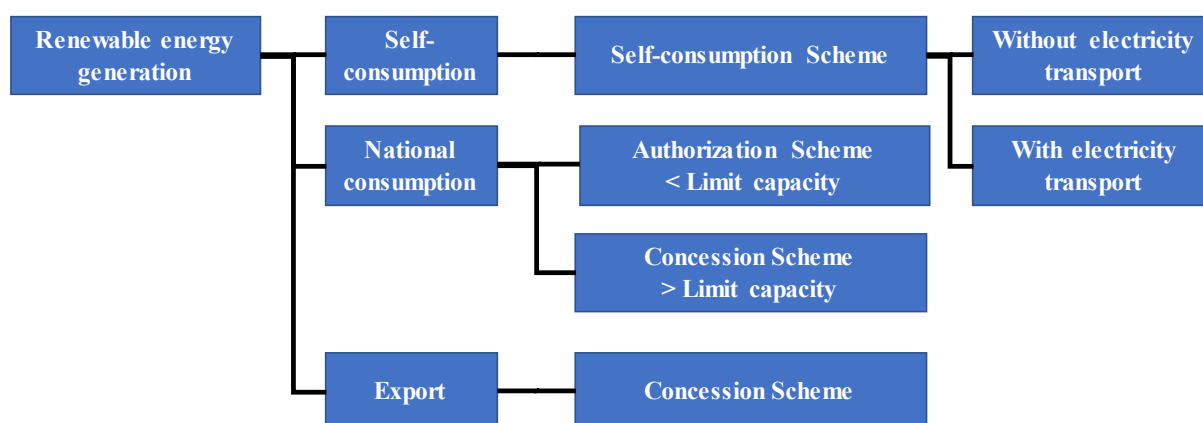 Renewable energy
generation
Self-
consumption
Self-consumption Scheme
Without electricity
transport
With electricity
transport
National
consumption
Authorization Scheme
< Limit capacity
Concession Scheme
> Limit capacity
Export
Concession Scheme